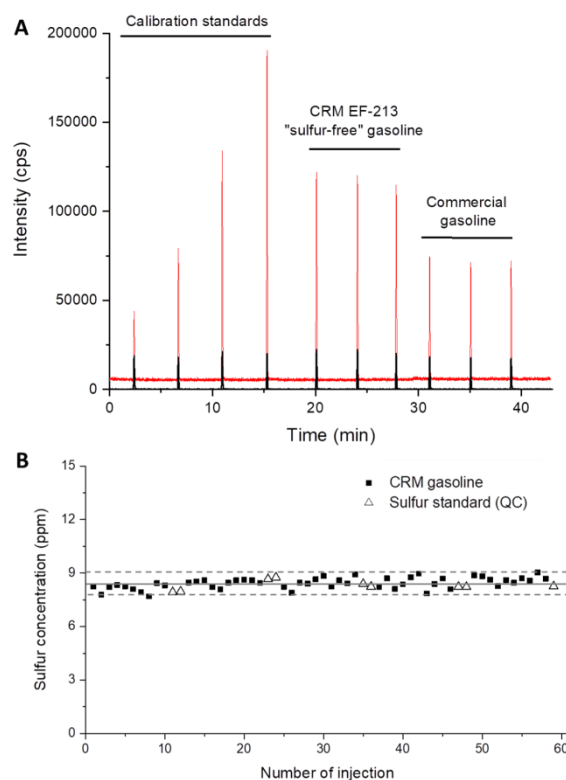 A
Calibration standards
CRM EF-213
"sulfur-free" gasoline
Commercial
gasoline
Intensity (cps)
200000
150000
100000
50000
0
0 10 20 30 40
Time (min)
B
CRM gasoline
Sulfur standard (QC)
Sulfur concentration (ppm)
15
12
9
6
3
0
0 10 20 30 40 50 60
Number of injection